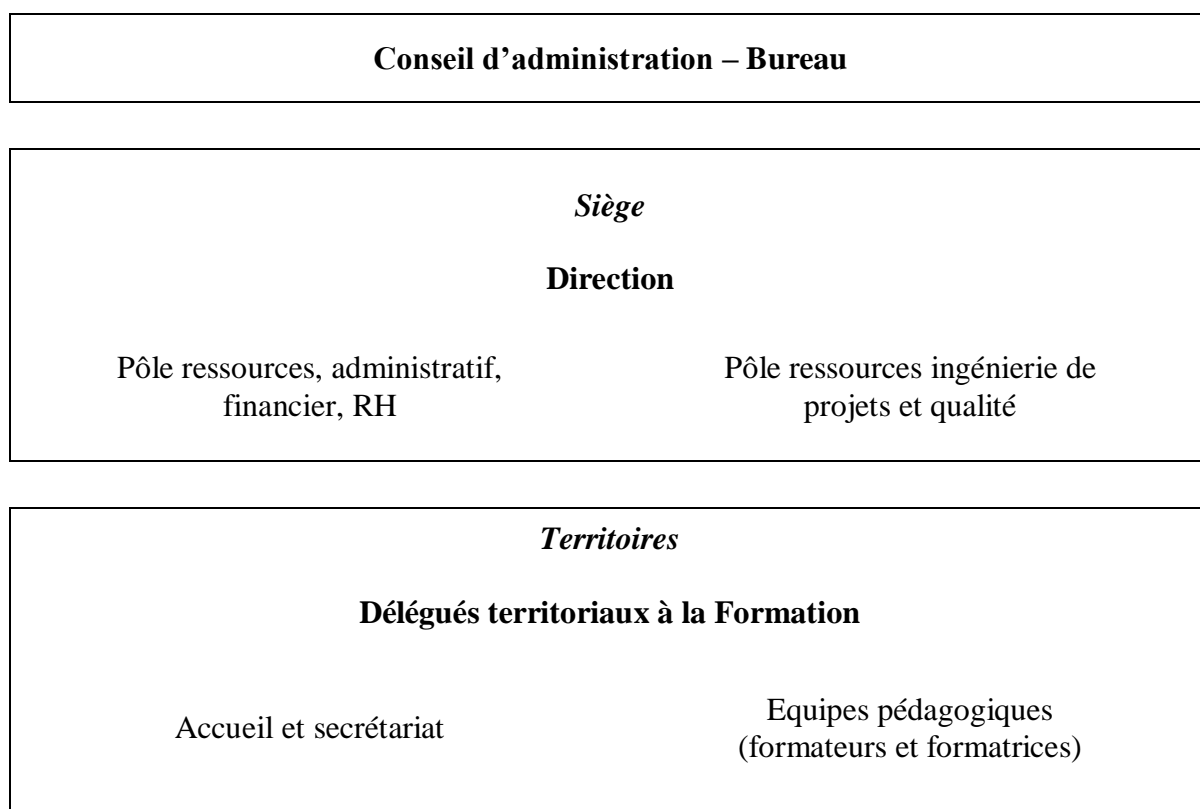 Conseil d’administration – Bureau
Siège
Direction
Pôle ressources, administratif,
financier, RH
Pôle ressources ingénierie de
projets et qualité
Territoires
Délégués territoriaux à la Formation
Accueil et secrétariat
Equipes pédagogiques
(formateurs et formatrices)